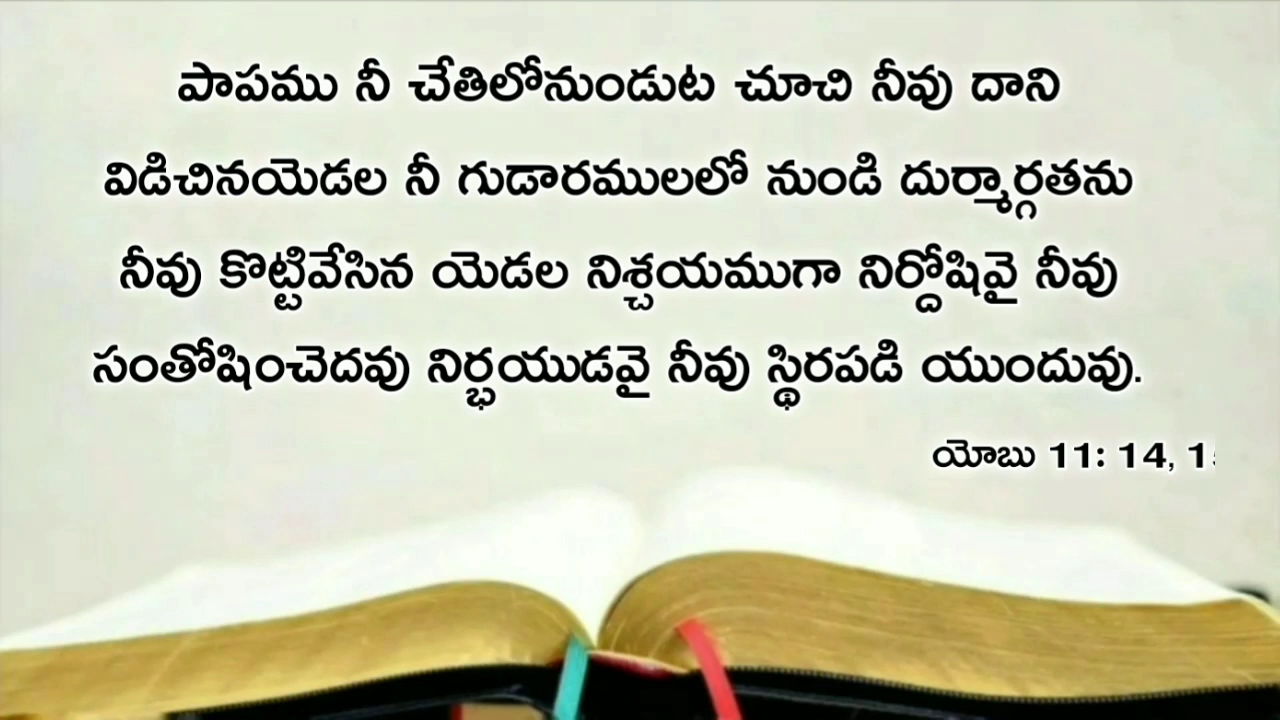 పాపము నీ చేతిలోనుండుట చూచి నీవు దాని
విడిచినయెడల నీ గుడారములలో నుండి దుర్మార్గతను
నీవు కొట్టివేసిన యెడల నిశ్చయముగా నిర్దోషివై నీవు
సంతోషించెదవు నిర్భయుడవై నీవు స్థిరపడి యుందువు.
యోబు 11: 14,